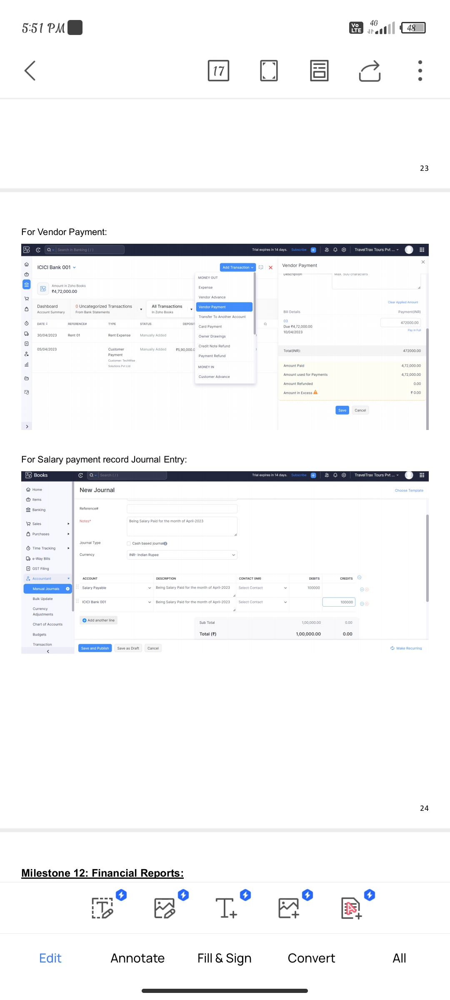 5:51 PM
Vo LTE 4G 48
17
23
For Vendor Payment:
Search in Banking ( / )
Trial expires in 14 days. Subscribe
TravelTrax Tours Pvt ...
ICICI Bank 001
Add Transaction
Amount in Zoho Books
₹4,72,000.00
Dashboard
Account Summary
0 Uncategorized Transactions
From Bank Statements
All Transactions
In Zoho Books
DATE REFERENCE# TYPE STATUS DEPOSIT
30/04/2023 Rent 01 Rent Expense Manually Added
05/04/2023 Customer Payment Manually Added ₹5,90,000.0
Customer: TechWise
Solutions Pvt Ltd
MONEY OUT
Expense
Vendor Advance
Vendor Payment
Transfer To Another Account
Card Payment
Owner Drawings
Credit Note Refund
Payment Refund
MONEY IN
Customer Advance
Vendor Payment
Description Max. 500 characters
Clear Applied Amount
Bill Details Payment(INR)
03
Due ₹4,72,000.00
10/04/2023
472000.00
Pay in Full
Total(INR): 472000.00
Amount Paid 4,72,000.00
Amount used for Payments 4,72,000.00
Amount Refunded 0.00
Amount in Excess ₹ 0.00
Save Cancel
For Salary payment record Journal Entry:
Books
Search ( / )
Trial expires in 14 days. Subscribe
TravelTrax Tours Pvt ...
Home
Items
Banking
Sales
Purchases
Time Tracking
e-Way Bills
GST Filing
Accountant
Manual Journals
Bulk Update
Currency
Adjustments
Chart of Accounts
Budgets
Transaction
New Journal
Choose Template
Reference#
Notes* Being Salary Paid for the month of April-2023
Journal Type Cash based journal
Currency INR- Indian Rupee
ACCOUNT DESCRIPTION CONTACT (INR) DEBITS CREDITS
Salary Payable Being Salary Paid for the month of April-2023 Select Contact 100000
ICICI Bank 001 Being Salary Paid for the month of April-2023 Select Contact 100000
Add another line
Sub Total 1,00,000.00 0.00
Total (₹) 1,00,000.00 0.00
Save and Publish Save as Draft Cancel
Make Recurring
24
Milestone 12: Financial Reports:
Edit Annotate Fill & Sign Convert All